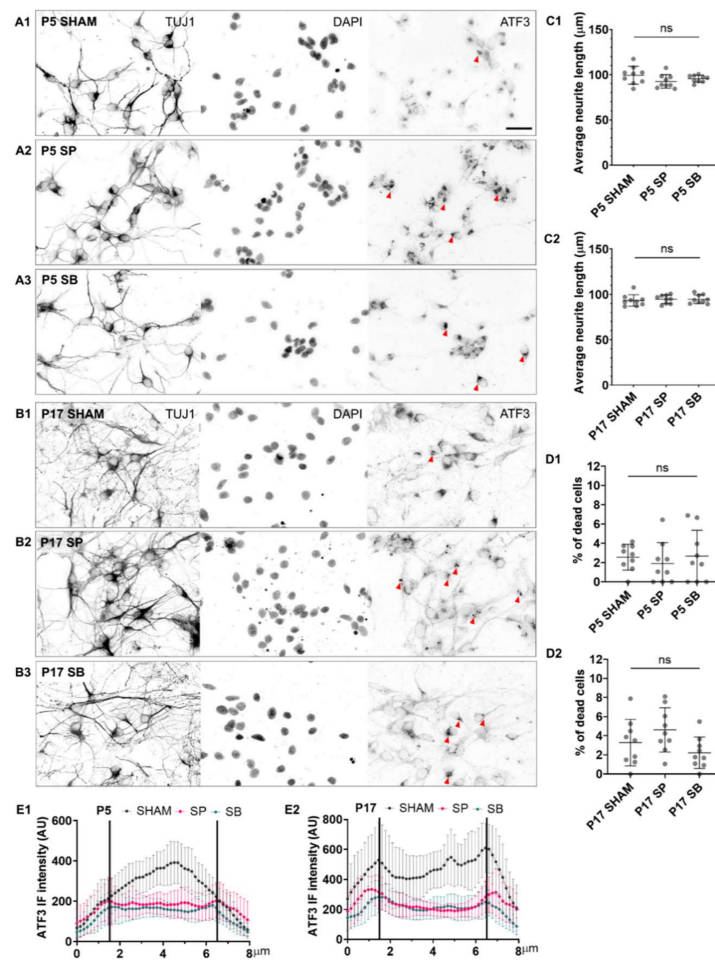 A1 P5 SHAM TUJ1 DAPI ATF3
A2 P5 SP
A3 P5 SB
B1 P17 SHAM TUJ1 DAPI ATF3
B2 P17 SP
B3 P17 SB
C1
ns
Average neurite length (μm)
150
100
50
0
P5 SHAM
P5 SP
P5 SB
C2
ns
Average neurite length (μm)
150
100
50
0
P17 SHAM
P17 SP
P17 SB
D1
ns
% of dead cells
12
10
8
6
4
2
0
P5 SHAM
P5 SP
P5 SB
D2
ns
% of dead cells
12
10
8
6
4
2
0
P17 SHAM
P17 SP
P17 SB
E1 P5 SHAM SP SB
ATF3 IF intensity (AU)
600
400
200
0
0 2 4 6 8 μm
E2 P17 SHAM SP SB
ATF3 IF intensity (AU)
800
600
400
200
0
0 2 4 6 8 μm